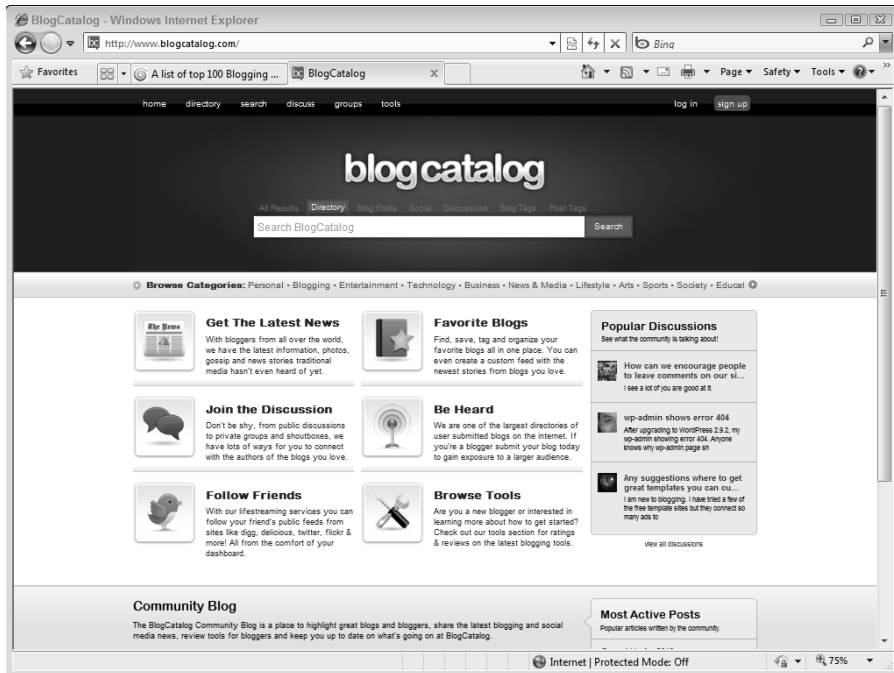 BlogCatalog - Windows Internet Explorer
http://www.blogcatalog.com/
Bing
Favorites
A list of top 100 Blogging ...
BlogCatalog
Page
Safety
Tools
home directory search discuss groups tools
log in sign up
blog catalog
All Results Directory Blog Posts Social Discussions Blog Tags Post Tags
Search BlogCatalog
Search
Browse Categories: Personal • Blogging • Entertainment • Technology • Business • News & Media • Lifestyle • Arts • Sports • Society • Educat
The News
Get The Latest News
With bloggers from all over the world,
we have the latest information, photos,
gossip and news stories traditional
media hasn't even heard of yet.
Favorite Blogs
Find, save, tag and organize your
favorite blogs all in one place. You can
even create a custom feed with the
newest stories from blogs you love.
Join the Discussion
Don't be shy, from public discussions
to private groups and shoutboxes, we
have lots of ways for you to connect
with the authors of the blogs you love.
Be Heard
We are one of the largest directories of
user submitted blogs on the internet. If
you're a blogger submit your blog today
to gain exposure to a larger audience.
Follow Friends
With our lifestreaming services you can
follow your friend's public feeds from
sites like digg, delicious, twitter, flickr &
more! All from the comfort of your
dashboard.
Browse Tools
Are you a new blogger or interested in
learning more about how to get started?
Check out our tools section for ratings
& reviews on the latest blogging tools.
Popular Discussions
See what the community is talking about!
How can we encourage people
to leave comments on our si...
I see a lot of you are good at it.
wp-admin shows error 404
After upgrading to WordPress 2.9.2, my
wp-admin showing error 404. Anyone
knows why wp-admin page sh
Any suggestions where to get
great templates you can cu...
I am new to blogging. I have tried a few of
the free template sites but they connect so
many ads to
view all discussions
Community Blog
The BlogCatalog Community Blog is a place to highlight great blogs and bloggers, share the latest blogging and social
media news, review tools for bloggers and keep you up to date on what's going on at BlogCatalog.
Most Active Posts
Popular articles written by the community.
Internet | Protected Mode: Off
75%